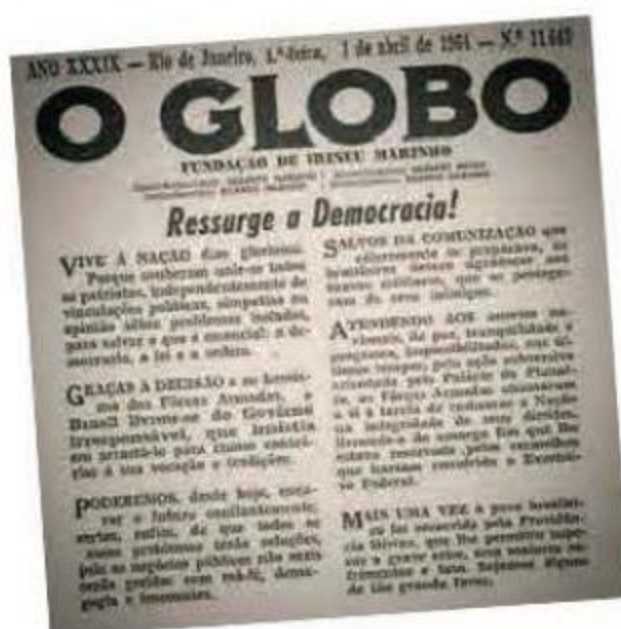 ANO XXXIX — Rio de Janeiro, 4.ª-feira, 1 de abril de 1964 — N.º
O GLOBO
FUNDAÇÃO DE IRINEU MARINHO
Ressurge a Democracia!
VIVE A NAÇÃO dias gloriosos.
Porque souberam unir-se todos
os patriotas, independentemente de
vinculações políticas, simpatias ou
opinião sôbre problemas isolados,
para salvar o que é essencial: a de-
mocracia, a lei e a ordem.
GRAÇAS À DECISÃO e ao heroís-
mo das Fôrças Armadas, o
Brasil livrou-se do Govêrno
irresponsável, que insistia
em arrastá-lo para rumos contrá-
rios à sua vocação e tradições.
PODEREMOS, desde hoje, enca-
rar o futuro confiantemente,
certos, enfim, de que todos os
nossos problemas terão soluções,
pois os negócios públicos não mais
serão geridos com má-fé, dema-
gogia e insensatez.
SALVOS DA COMUNIZAÇÃO que
celeremente se preparava, os
brasileiros devem agradecer aos
bravos militares, que os protege-
ram de seus inimigos.
ATENDENDO AOS anseios na-
cionais, de paz, tranqüilidade e
progresso, impossibilitados, nos úl-
timos tempos, pela ação subversiva
orientada pelo Palácio do Planal-
to, as Fôrças Armadas chamaram
a si a tarefa de restaurar a Nação
na integridade de seus direitos,
livrando-a do amargo fim que lhe
estava reservado pelos vermelhos
que haviam envolvido o Executi-
vo Federal.
MAIS UMA VEZ o povo brasilei-
ro foi socorrido pela Providên-
cia Divina, que lhe permitiu supe-
rar a grave crise, sem maiores so-
frimentos e luto. Sejamos dignos
de tão grande favor.